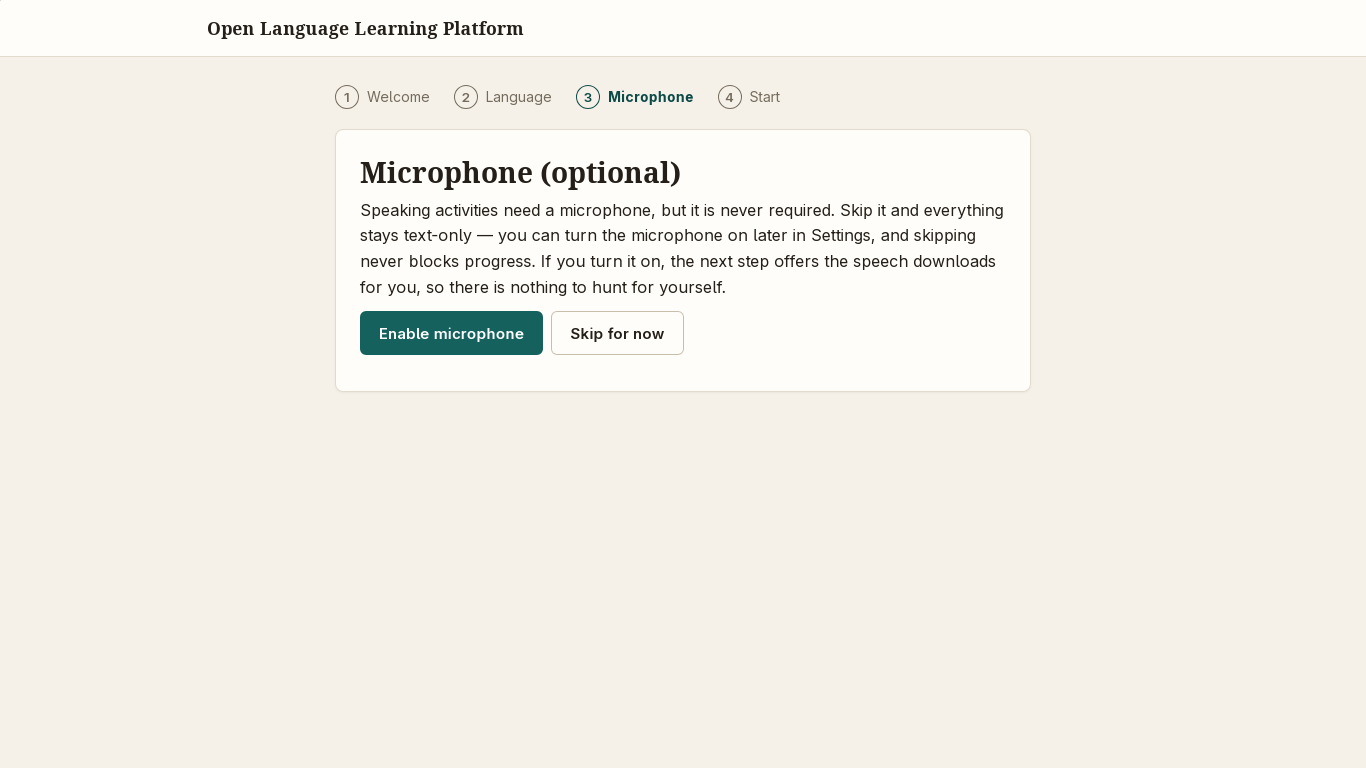 Open Language Learning Platform
1 Welcome 2 Language 3 Microphone 4 Start
Microphone (optional)
Speaking activities need a microphone, but it is never required. Skip it and everything
stays text-only — you can turn the microphone on later in Settings, and skipping
never blocks progress. If you turn it on, the next step offers the speech downloads
for you, so there is nothing to hunt for yourself.
Enable microphone Skip for now